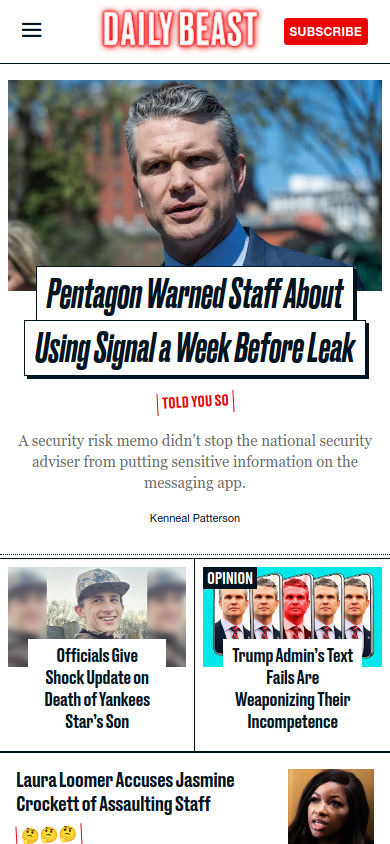 DAILY BEAST
SUBSCRIBE
Pentagon Warned Staff About
Using Signal a Week Before Leak
TOLD YOU SO
A security risk memo didn’t stop the national security
adviser from putting sensitive information on the
messaging app.
Kenneal Patterson
Officials Give
Shock Update on
Death of Yankees
Star’s Son
OPINION
Trump Admin’s Text
Fails Are
Weaponizing Their
Incompetence
Laura Loomer Accuses Jasmine
Crockett of Assaulting Staff
🤔🤔🤔